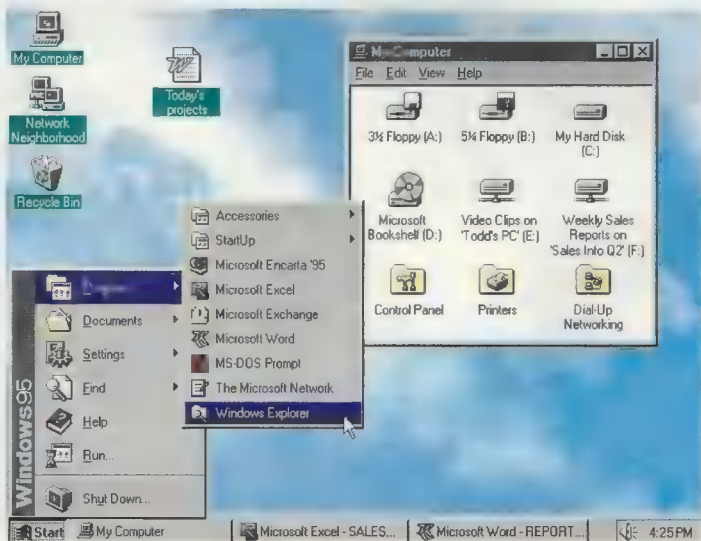 My Computer
Network
Neighborhood
Recycle Bin
Today's
projects
Computer
File Edit View Help
3½ Floppy (A:)
5¼ Floppy (B:)
My Hard Disk
(C:)
Microsoft
Bookshelf (D:)
Video Clips on
'Todd's PC' (E:)
Weekly Sales
Reports on
'Sales Info Q2' (F:)
Control Panel
Printers
Dial-Up
Networking
Accessories
StartUp
Microsoft Encarta '95
Microsoft Excel
Microsoft Exchange
Microsoft Word
MS-DOS Prompt
The Microsoft Network
Windows Explorer
Documents
Settings
Find
Help
Run...
Shut Down...
Windows95
Start
My Computer
Microsoft Excel - SALES...
Microsoft Word - REPORT...
4:25PM